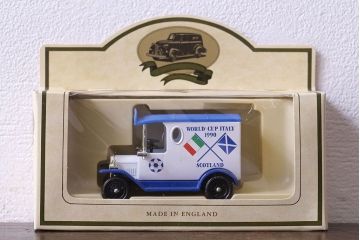 WORLD CUP ITALY
1990
SCOTLAND
MADE IN ENGLAND